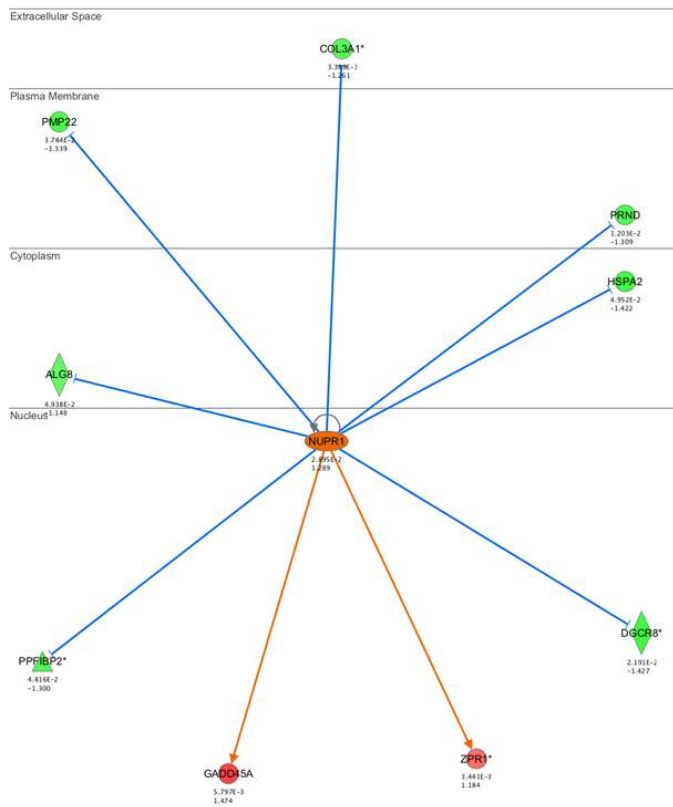 Extracellular Space
COL3A1*
-1.261
Plasma Membrane
PMP22
3.784E-2
-1.339
PRND
1.203E-2
-1.309
Cytoplasm
HSPA2
4.952E-2
-1.422
ALG8
4.938E-2
-1.148
Nucleus
NUPR1
1.289
DGCR8*
2.191E-2
-1.427
PPFIBP2*
4.816E-2
-1.300
ZPR1*
3.441E-3
1.184
GADD45A
5.797E-3
1.474